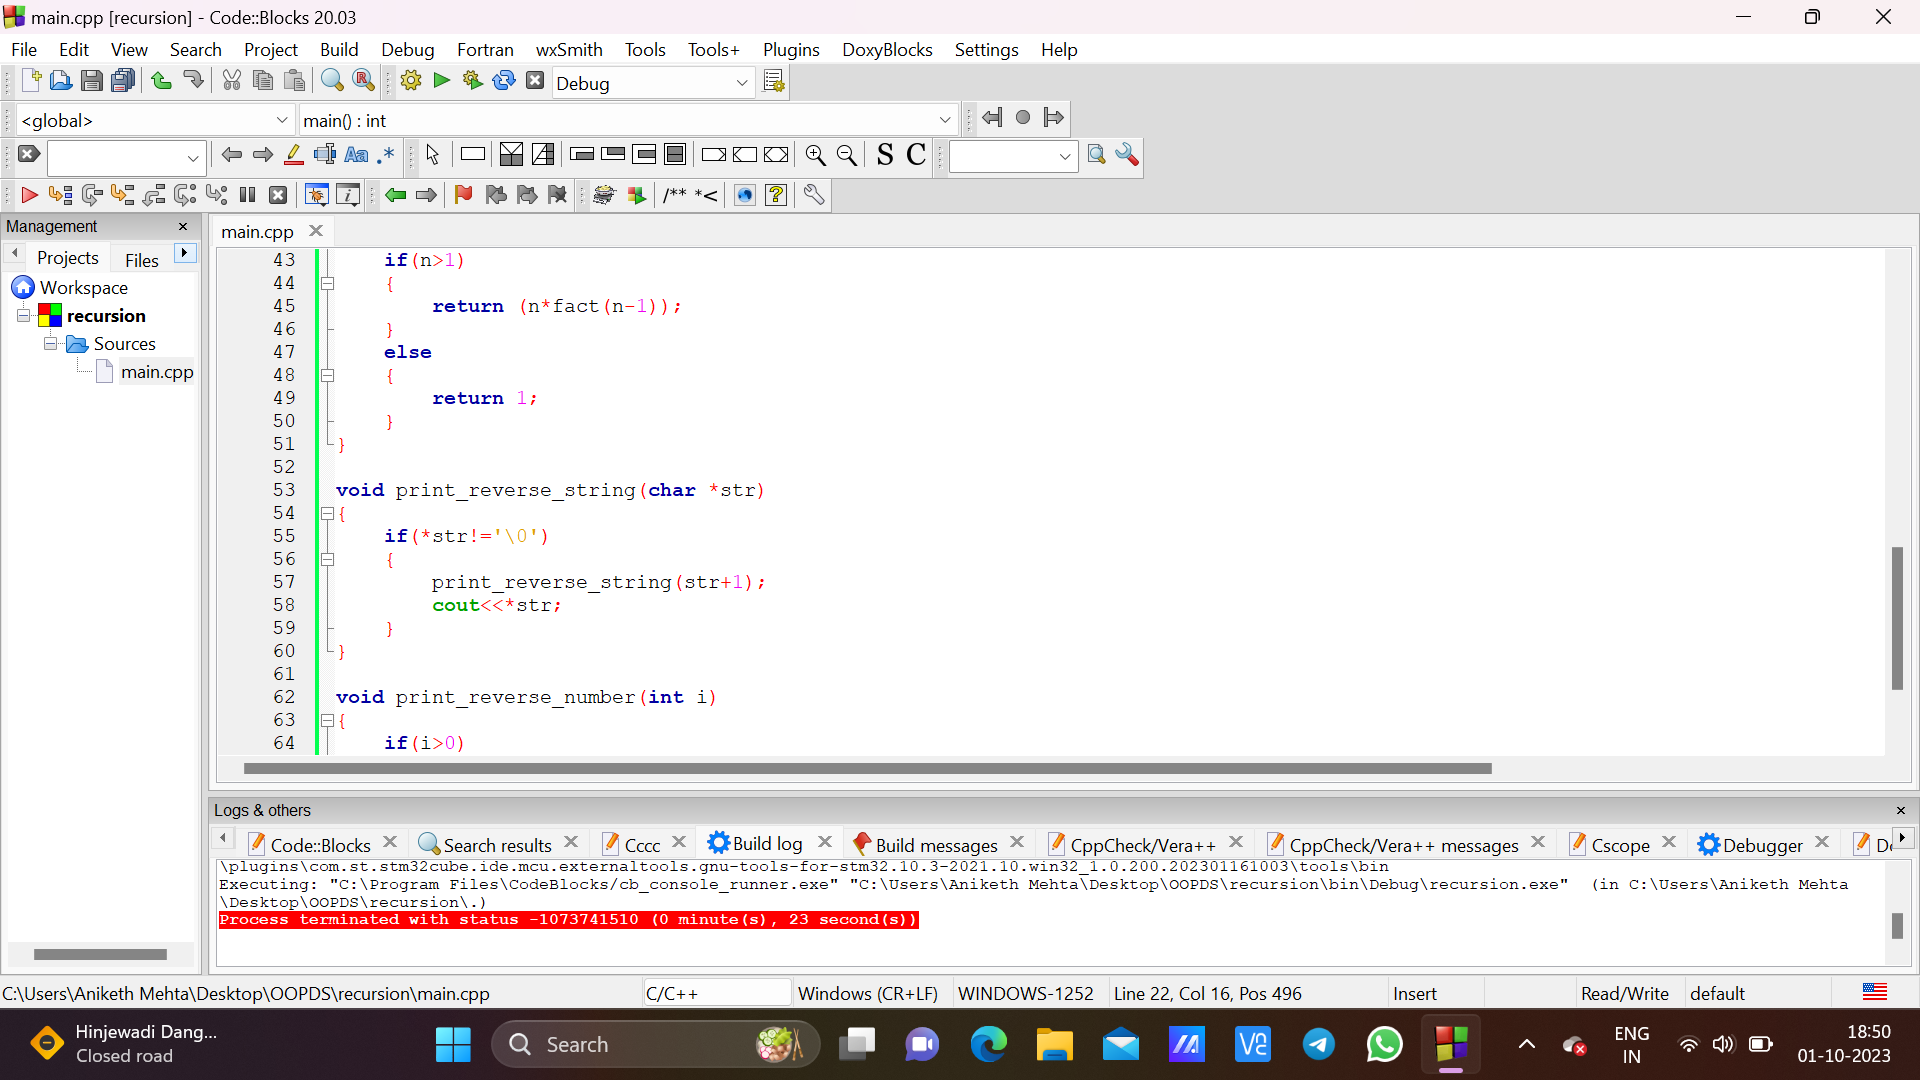 main.cpp [recursion] - Code::Blocks 20.03
File Edit View Search Project Build Debug Fortran wxSmith Tools Tools+ Plugins DoxyBlocks Settings Help
Debug
<global> main() : int
Aa .* S C
/** *<
Management
Projects Files
Workspace
recursion
Sources
main.cpp
main.cpp
43 if(n>1)
44 {
45 return (n*fact(n-1));
46 }
47 else
48 {
49 return 1;
50 }
51 }
52
53 void print_reverse_string(char *str)
54 {
55 if(*str!='\0')
56 {
57 print_reverse_string(str+1);
58 cout<<*str;
59 }
60 }
61
62 void print_reverse_number(int i)
63 {
64 if(i>0)
Logs & others
Code::Blocks Search results Cccc Build log Build messages CppCheck/Vera++ CppCheck/Vera++ messages Cscope Debugger
\plugins\com.st.stm32cube.ide.mcu.externaltools.gnu-tools-for-stm32.10.3-2021.10.win32_1.0.200.202301161003\tools\bin
Executing: "C:\Program Files\CodeBlocks/cb_console_runner.exe" "C:\Users\Aniketh Mehta\Desktop\OOPDS\recursion\bin\Debug\recursion.exe" (in C:\Users\Aniketh Mehta
\Desktop\OOPDS\recursion\.)
Process terminated with status -1073741510 (0 minute(s), 23 second(s))
C:\Users\Aniketh Mehta\Desktop\OOPDS\recursion\main.cpp C/C++ Windows (CR+LF) WINDOWS-1252 Line 22, Col 16, Pos 496 Insert Read/Write default
Hinjewadi Dang...
Closed road
Search
ENG
IN
18:50
01-10-2023